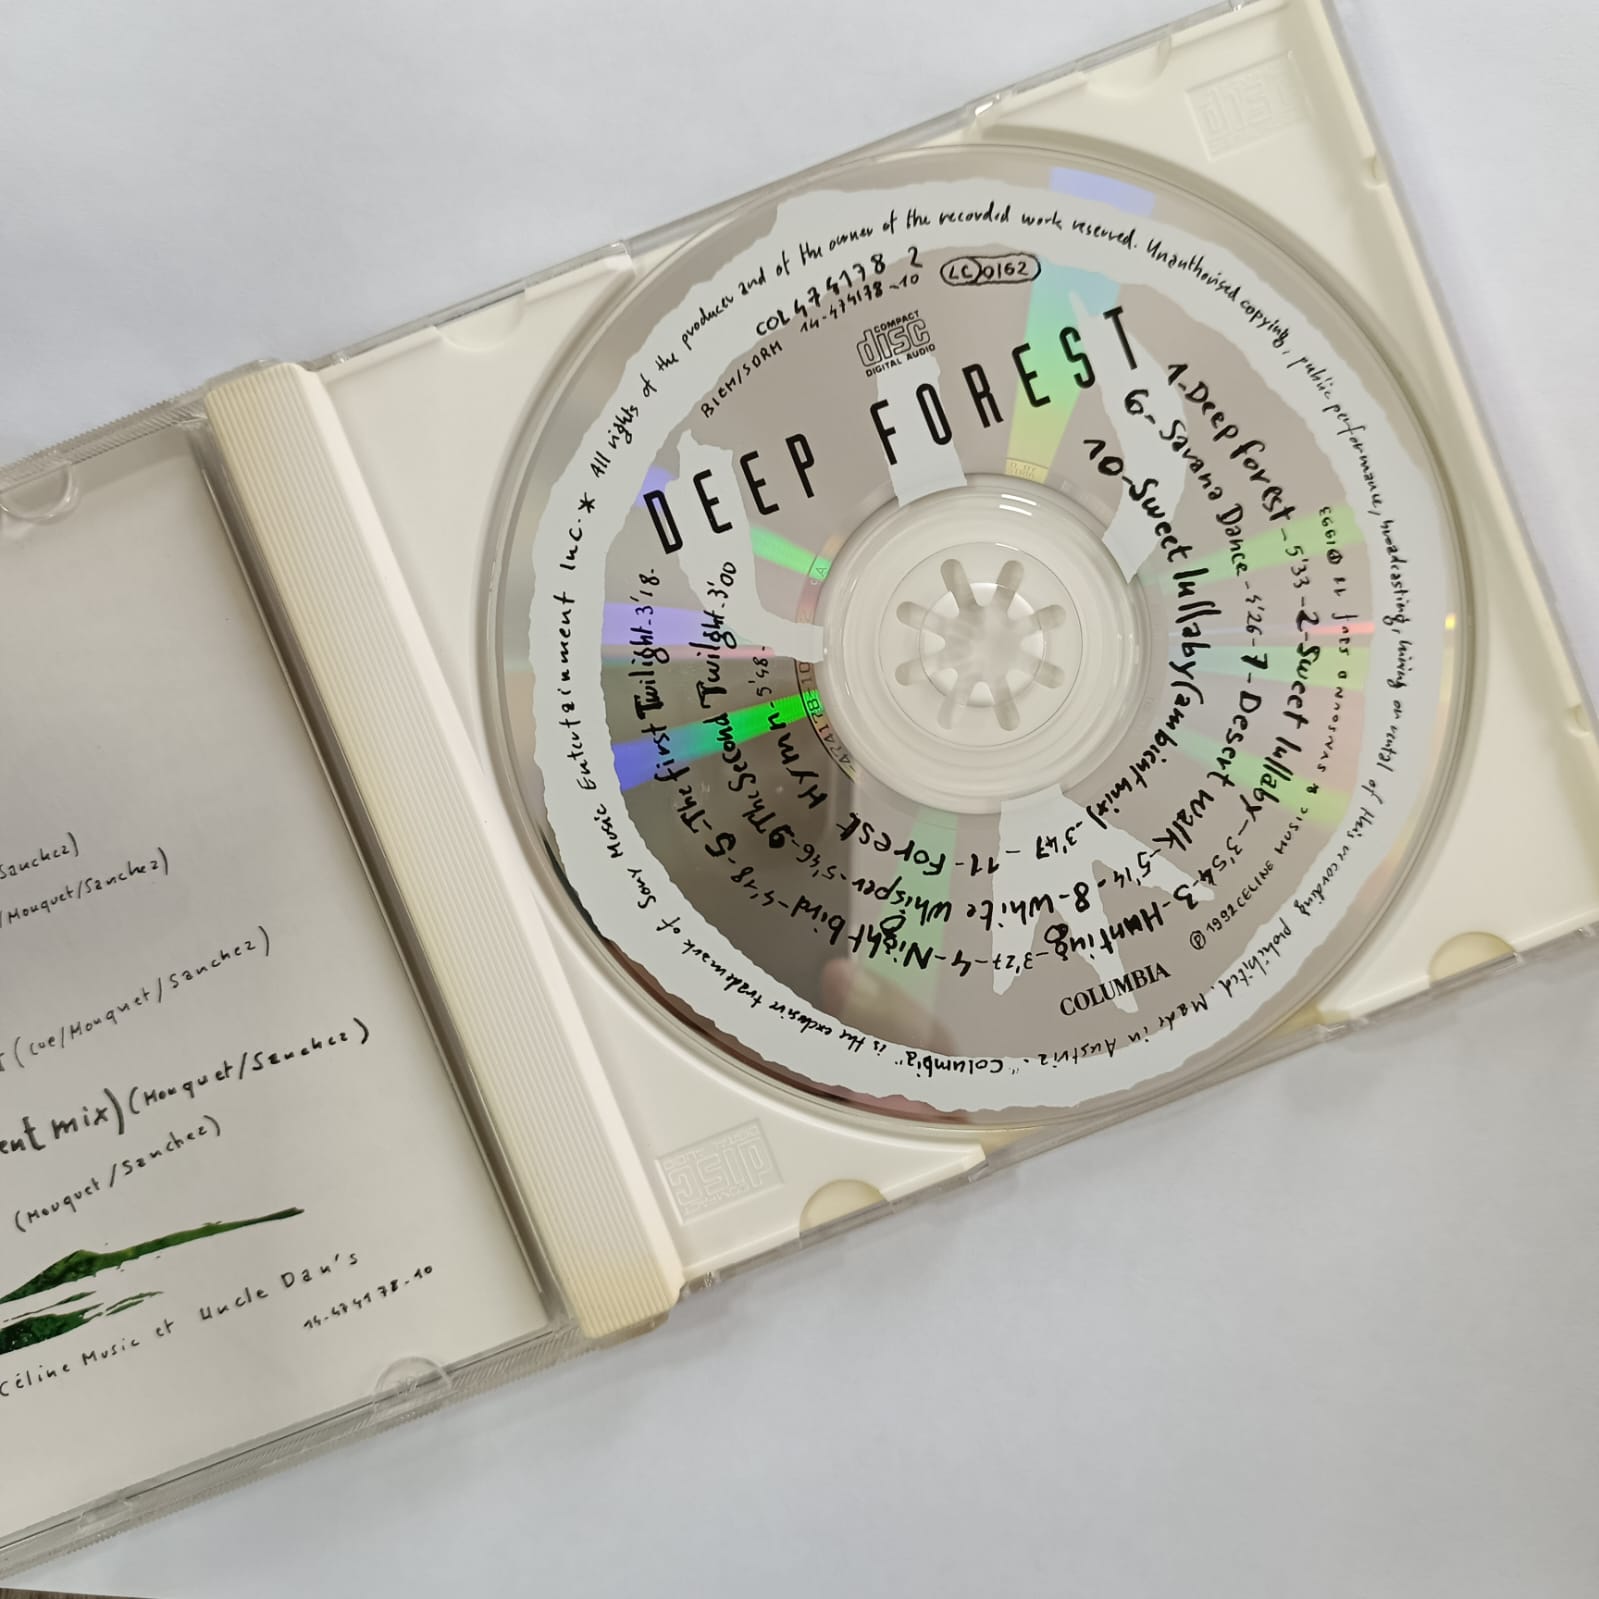 Sanchez)
/Mouquet/Sanchez)
(cue/Mouquet/Sanchez)
ent mix) (Mouquet/Sanchez)
(Mouquet/Sanchez)
Céline Music et Uncle Dan's
14-474178-10
All rights of the producer and of the owner of the recorded work reserved. Unauthorised copying, public performance, broadcasting, hiring or rental of this recording prohibited. Made in Austria. "Columbia" is the exclusive trademark of Sony Music Entertainment Inc. *
COL 474178 2
14-474178-10
BIEM/SDRM
LC 0162
COMPACT
disc
DIGITAL AUDIO
DEEP FOREST
1-Deep forest-5'33-2-Sweet lullaby-3'54-3-Hunting-3'27-4-Night bird-4'18-5-The first Twilight-3'18-
6-Savana Dance-4'26-7-Desert walk-5'14-8-White whisper-5'46-9 The Second Twilight-3'00
10-Sweet lullaby (ambient mix)-3'47-11-forest Hymn-5'48-
℗ 1992 CELINE MUSIC &
℗ 1993
COLUMBIA